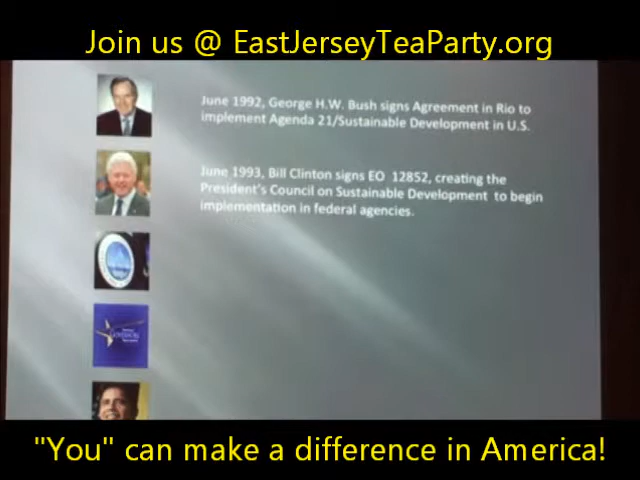 Join us @ EastJerseyTeaParty.org
June 1992, George H.W. Bush signs Agreement in Rio to
implement Agenda 21/Sustainable Development in U.S.
June 1993, Bill Clinton signs EO 12852, creating the
President's Council on Sustainable Development to begin
implementation in federal agencies.
"You" can make a difference in America!